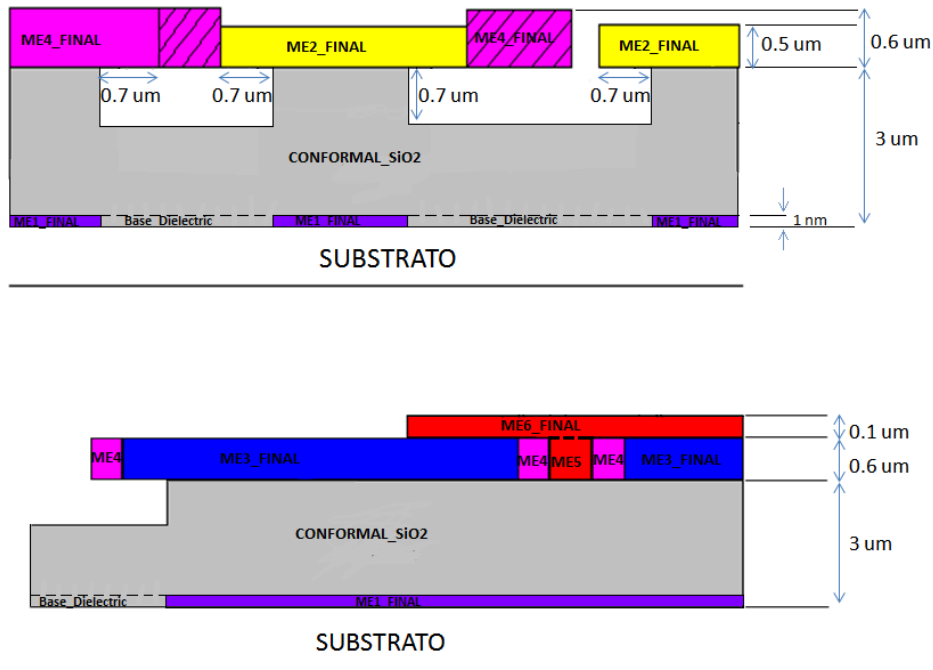 ME4_FINAL
ME2_FINAL
ME4_FINAL
ME2_FINAL
0.5 um
0.6 um
0.7 um
0.7 um
0.7 um
0.7 um
3 um
CONFORMAL_SiO2
ME1_FINAL
Base_Dielectric
ME1_FINAL
Base_Dielectric
ME1_FINAL
1 nm
SUBSTRATO
ME6_FINAL
0.1 um
ME4
ME3_FINAL
ME4
ME5
ME4
ME3_FINAL
0.6 um
CONFORMAL_SiO2
3 um
Base_Dielectric
ME1_FINAL
SUBSTRATO